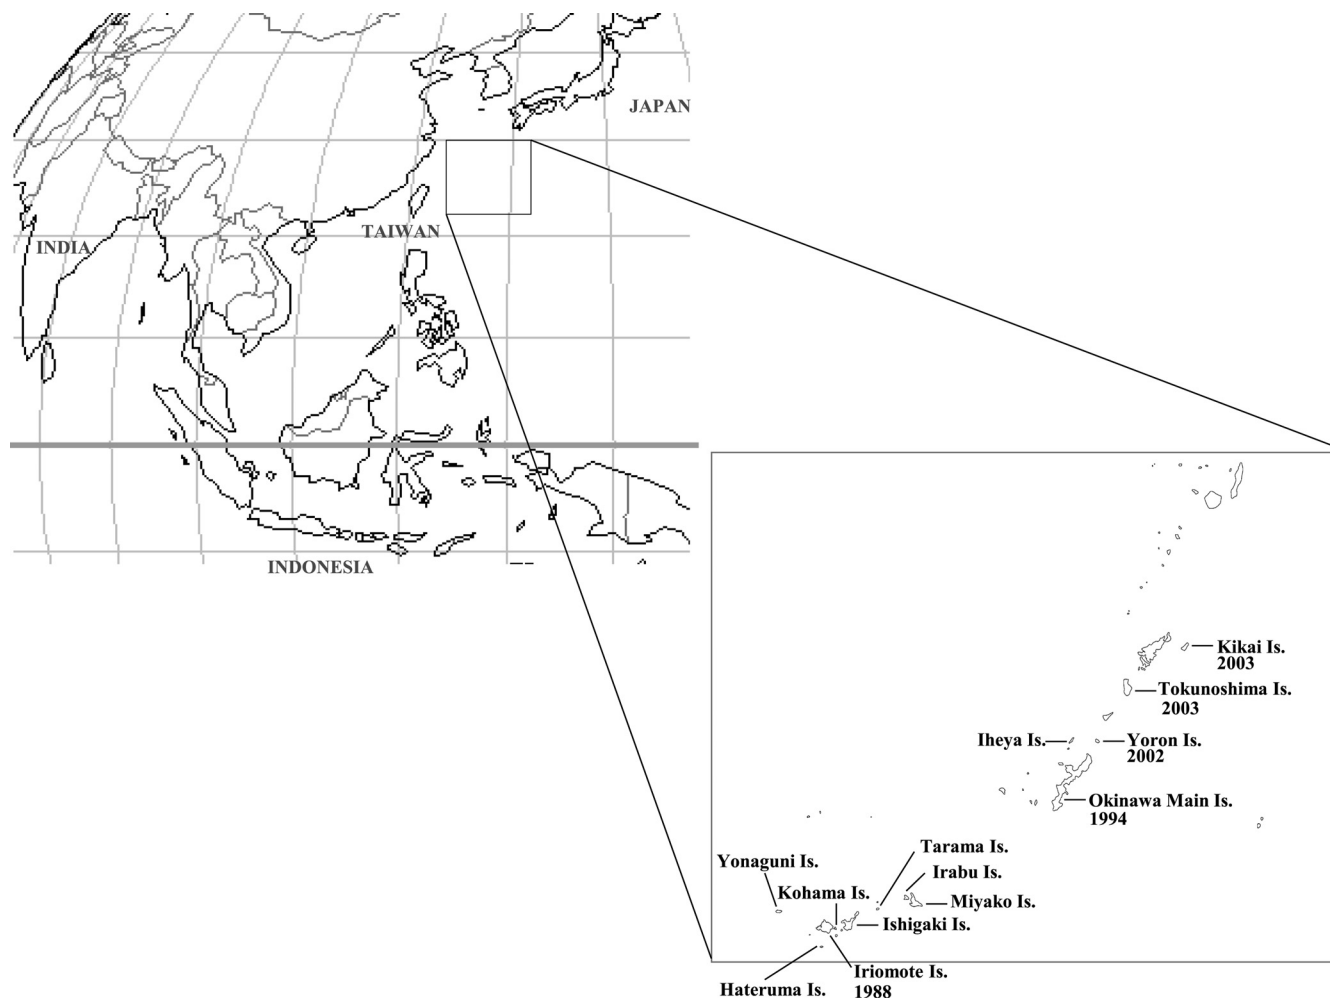 JAPAN
TAIWAN
INDIA
INDONESIA
Kikai Is.
2003
Tokunoshima Is.
2003
Iheya Is.
Yoron Is.
2002
Okinawa Main Is.
1994
Tarama Is.
Yonaguni Is.
Irabu Is.
Kohama Is.
Miyako Is.
Ishigaki Is.
Iriomote Is.
1988
Hateruma Is.